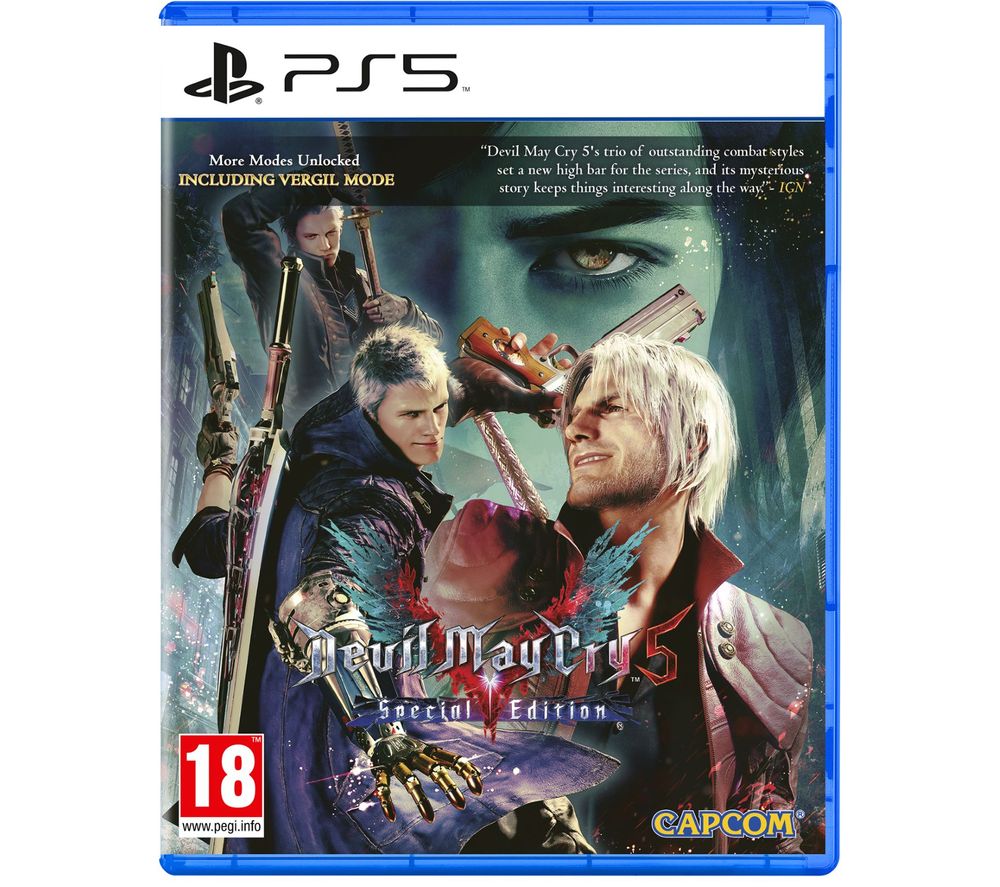 PS5
More Modes Unlocked
INCLUDING VERGIL MODE
“Devil May Cry 5's trio of outstanding combat styles
set a new high bar for the series, and its mysterious
story keeps things interesting along the way.” - IGN
Devil May Cry 5
Special Edition
18
www.pegi.info
CAPCOM